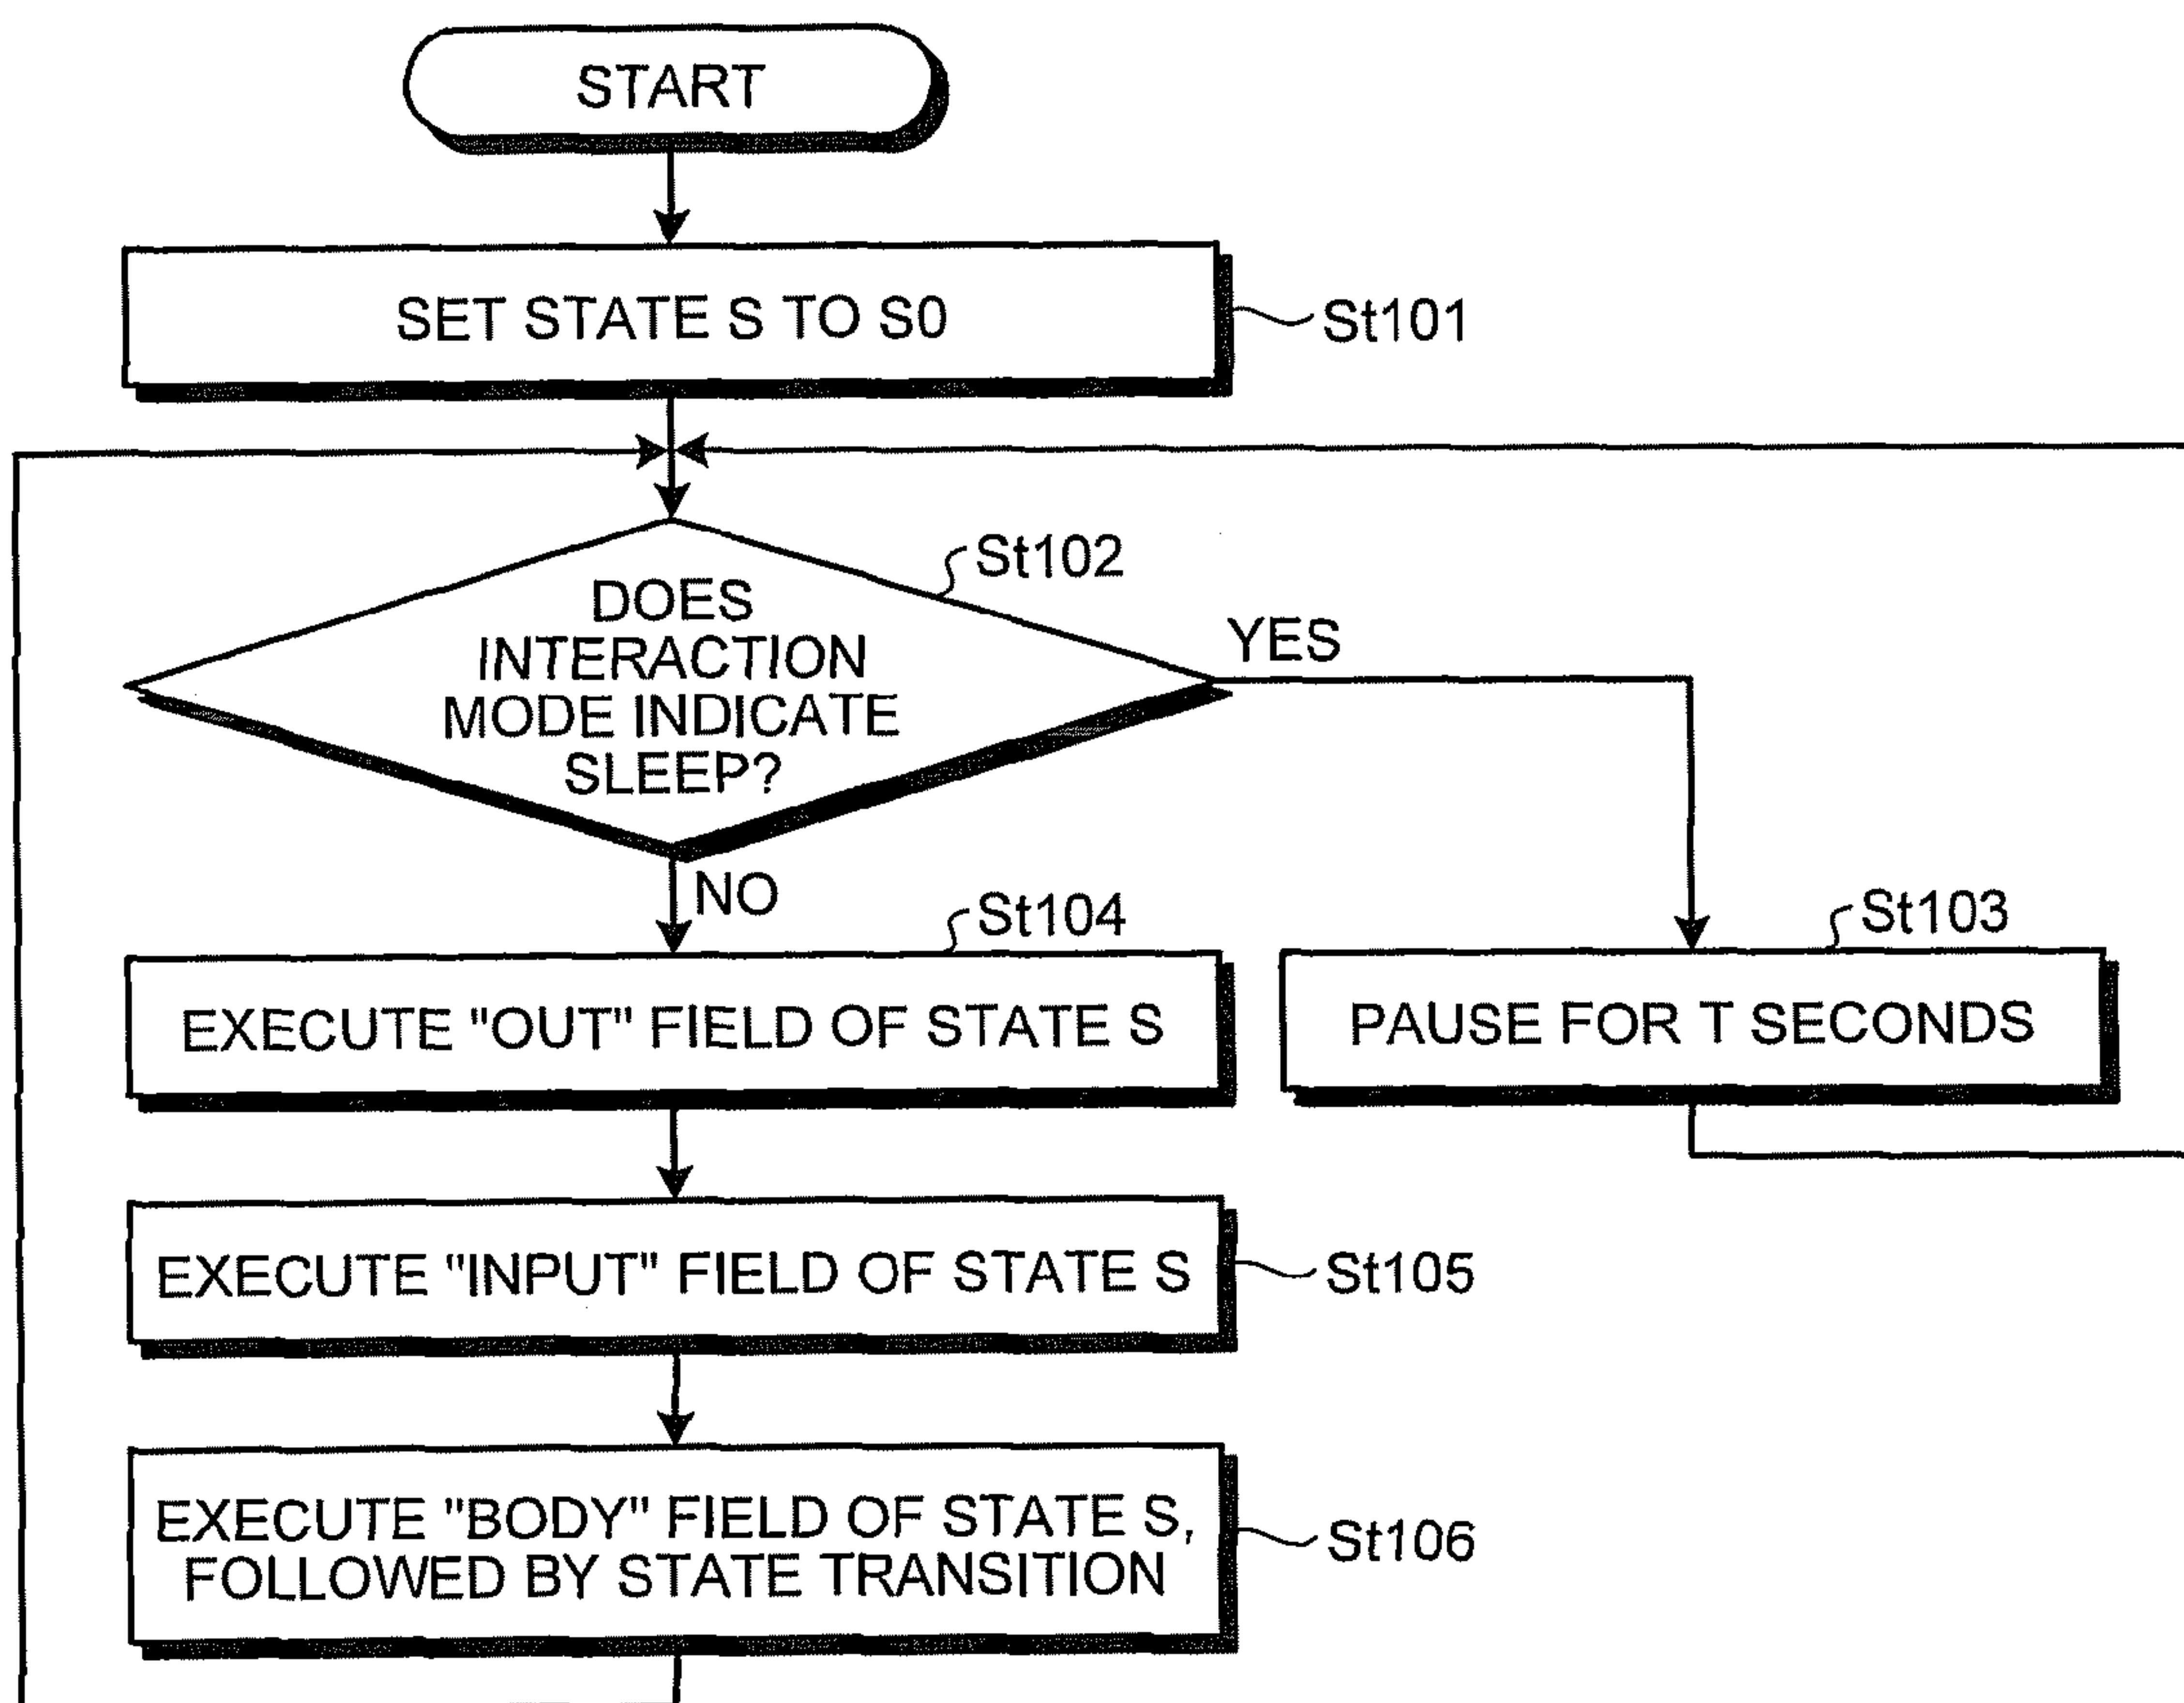 START
SET STATE S TO S0
St101
St102
DOES
INTERACTION
MODE INDICATE
SLEEP?
YES
NO
St104
St103
EXECUTE "OUT" FIELD OF STATE S
PAUSE FOR T SECONDS
EXECUTE "INPUT" FIELD OF STATE S
St105
EXECUTE "BODY" FIELD OF STATE S,
FOLLOWED BY STATE TRANSITION
St106